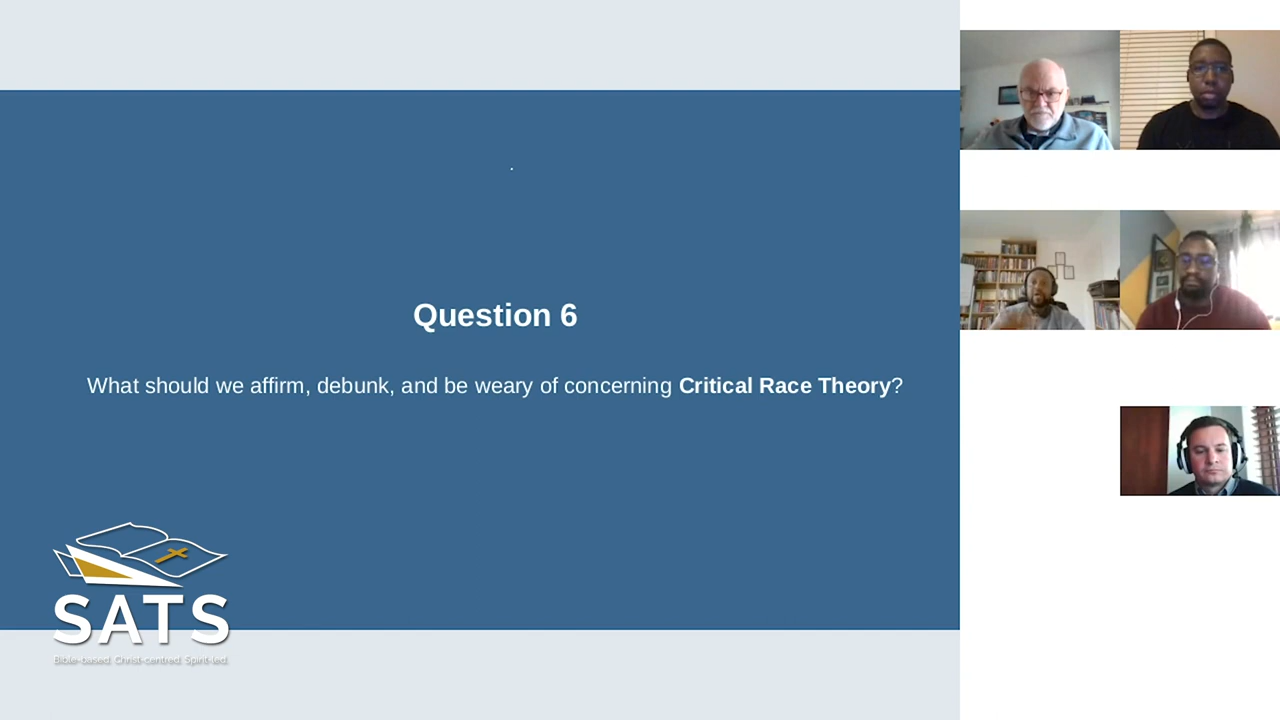 Question 6
What should we affirm, debunk, and be weary of concerning Critical Race Theory?
SATS
Bible-based. Christ-centred. Spirit-led.